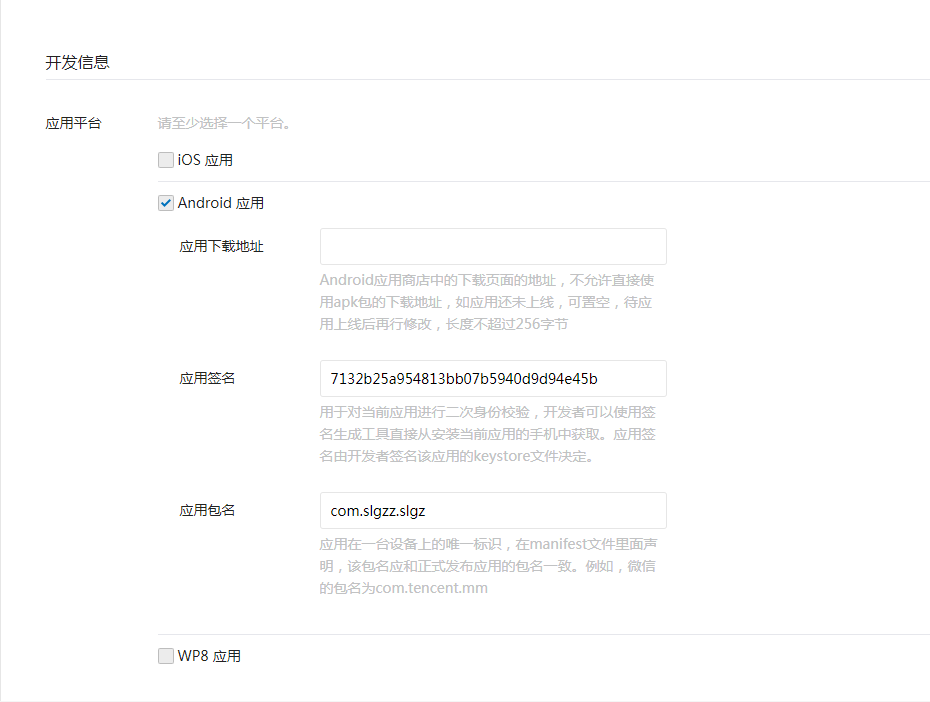 开发信息
应用平台
请至少选择一个平台。
iOS 应用
Android 应用
应用下载地址
Android应用商店中的下载页面的地址，不允许直接使
用apk包的下载地址，如应用还未上线，可置空，待应
用上线后再行修改，长度不超过256字节
应用签名
7132b25a954813bb07b5940d9d94e45b
用于对当前应用进行二次身份校验，开发者可以使用签
名生成工具直接从安装当前应用的手机中获取。应用签
名由开发者签名该应用的keystore文件决定。
应用包名
com.slgzz.slgz
应用在一台设备上的唯一标识，在manifest文件里面声
明，该包名应和正式发布应用的包名一致。例如，微信
的包名为com.tencent.mm
WP8 应用